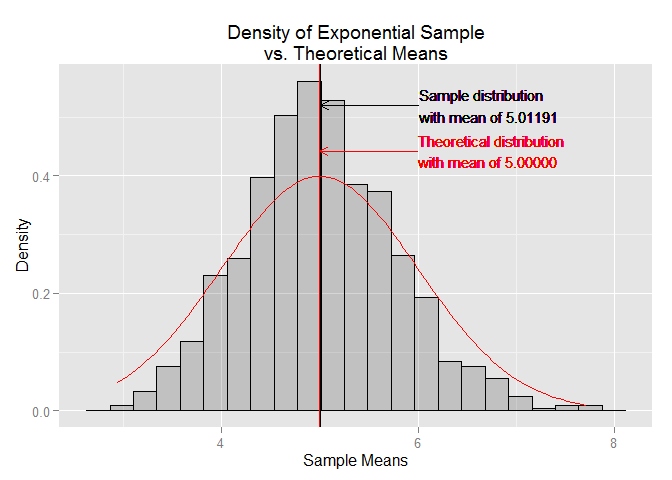 Density of Exponential Sample
vs. Theoretical Means
Sample distribution
with mean of 5.01191
Theoretical distribution
with mean of 5.00000
Density
0.4
0.2
0.0
4
6
8
Sample Means